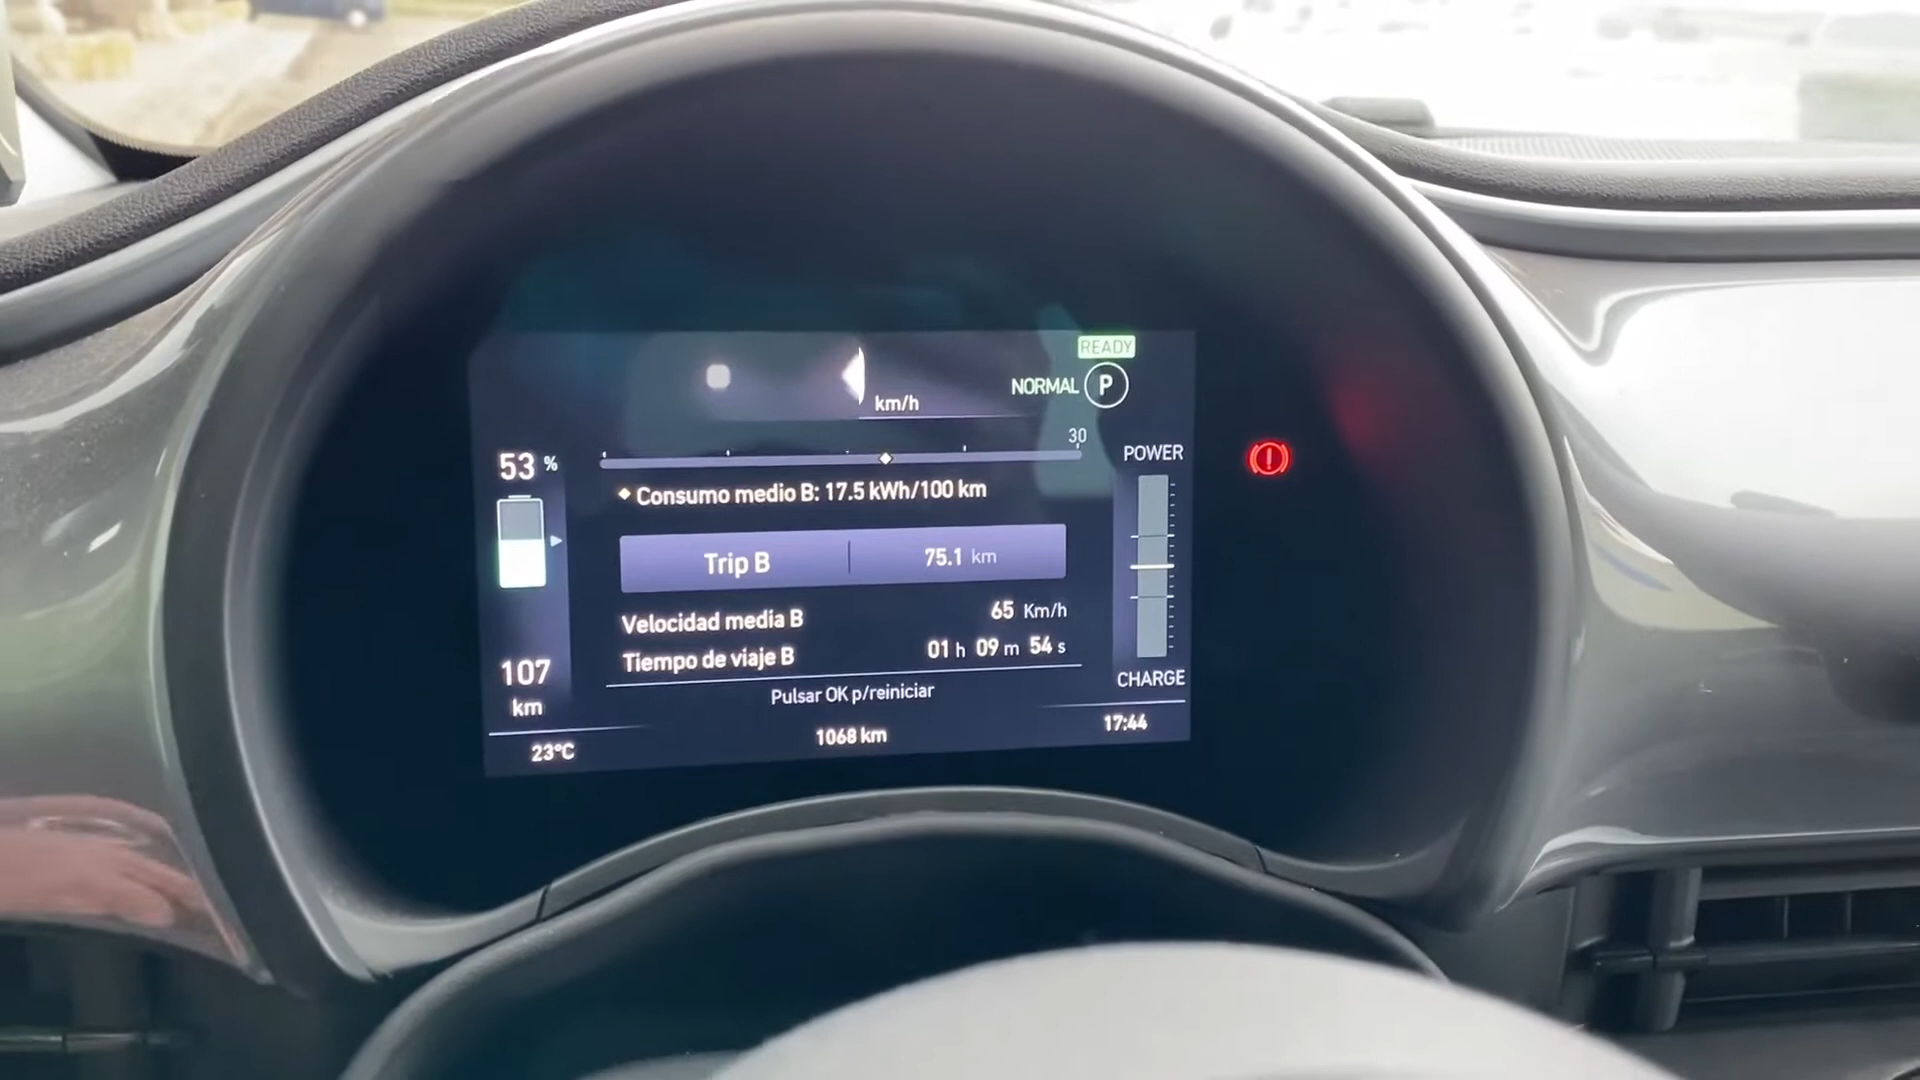 READY
NORMAL P
km/h
30
53 %
POWER
Consumo medio B: 17.5 kWh/100 km
Trip B 75.1 km
Velocidad media B 65 Km/h
Tiempo de viaje B 01 h 09 m 54 s
107
km
CHARGE
Pulsar OK p/reiniciar
23°C
1068 km
17:44